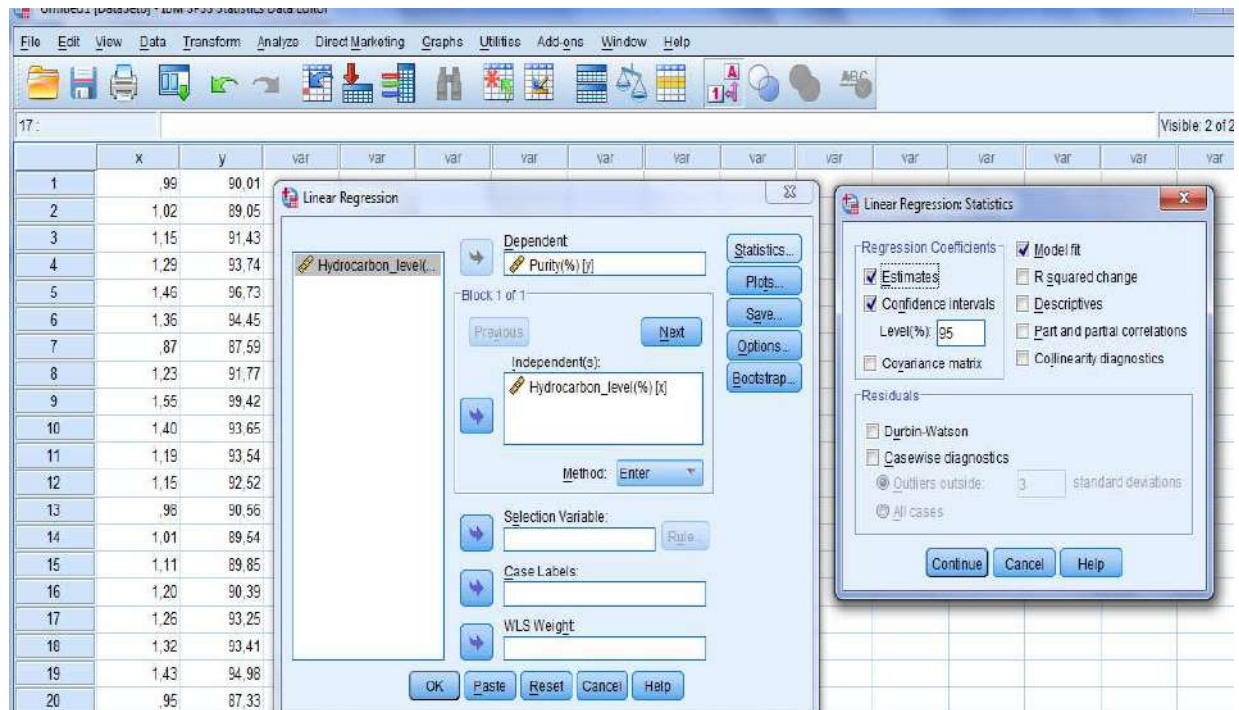 File Edit View Data Transform Analyze Direct Marketing Graphs Utilities Add-ons Window Help
17 :
Visible: 2 of 2
x y var var var var var var var var var var var var var
1 ,99 90,01
2 1,02 89,05
3 1,15 91,43
4 1,29 93,74
5 1,46 96,73
6 1,36 94,45
7 ,87 87,59
8 1,23 91,77
9 1,55 99,42
10 1,40 93,65
11 1,19 93,54
12 1,15 92,52
13 ,98 90,56
14 1,01 89,54
15 1,11 89,85
16 1,20 90,39
17 1,26 93,25
18 1,32 93,41
19 1,43 94,98
20 ,95 87,33
Linear Regression
Hydrocarbon_level(...
Dependent:
Purity(%) [y]
Block 1 of 1
Previous
Next
Independent(s):
Hydrocarbon_level(%) [x]
Method: Enter
Selection Variable:
Rule...
Case Labels:
WLS Weight:
Statistics...
Plots...
Save...
Options...
Bootstrap...
OK Paste Reset Cancel Help
Linear Regression: Statistics
Regression Coefficients
Estimates
Confidence intervals
Level(%): 95
Covariance matrix
Model fit
R squared change
Descriptives
Part and partial correlations
Collinearity diagnostics
Residuals
Durbin-Watson
Casewise diagnostics
Outliers outside: 3 standard deviations
All cases
Continue Cancel Help